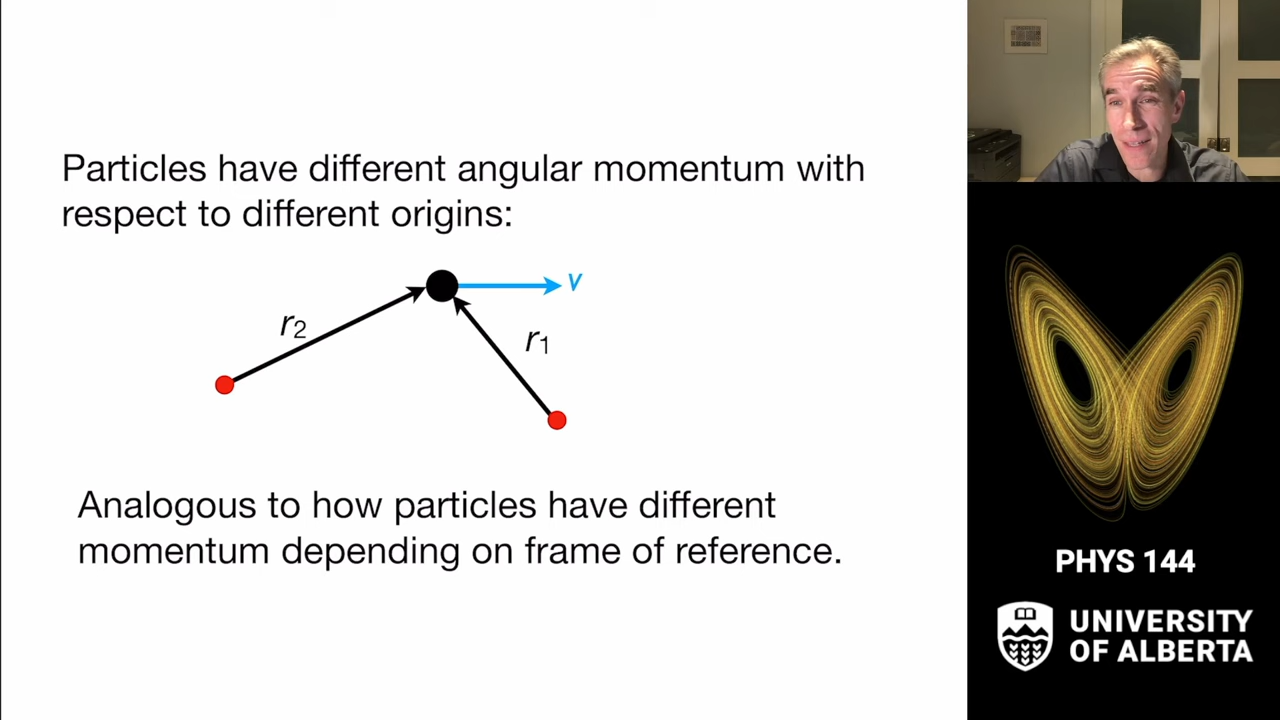 Particles have different angular momentum with
respect to different origins:
v
r2
r1
Analogous to how particles have different
momentum depending on frame of reference.
PHYS 144
UNIVERSITY
OF ALBERTA